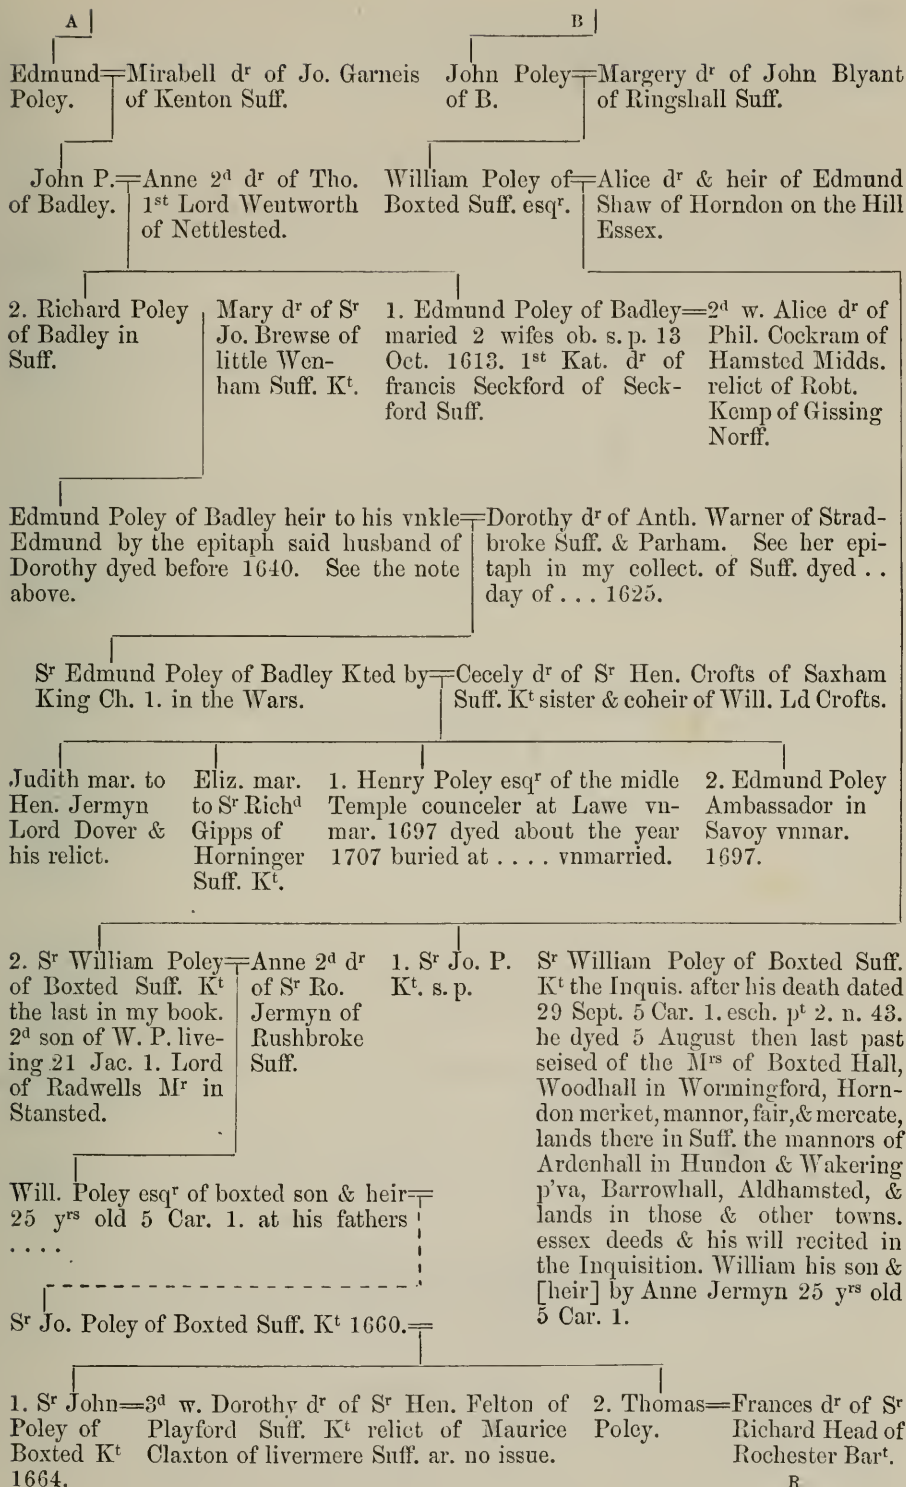 A
B
Edmund Mirabell dʳ of Jo. Garneis
Poley. of Kenton Suff.
John Poley Margery dʳ of John Blyant
of B. of Ringshall Suff.
John P. Anne 2ᵈ dʳ of Tho.
of Badley. 1ˢᵗ Lord Wentworth
of Nettlested.
William Poley of Alice dʳ & heir of Edmund
Boxted Suff. esqʳ. Shaw of Horndon on the Hill
Essex.
2. Richard Poley
of Badley in
Suff.
Mary dʳ of Sʳ
Jo. Brewse of
little Wen-
ham Suff. Kᵗ.
1. Edmund Poley of Badley
maried 2 wifes ob. s. p. 13
Oct. 1613. 1ˢᵗ Kat. dʳ of
francis Seckford of Seck-
ford Suff.
2ᵈ w. Alice dʳ of
Phil. Cockram of
Hamsted Midds.
relict of Robt.
Kemp of Gissing
Norff.
Edmund Poley of Badley heir to his vnkle
Edmund by the epitaph said husband of
Dorothy dyed before 1640. See the note
above.
Dorothy dʳ of Anth. Warner of Strad-
broke Suff. & Parham. See her epi-
taph in my collect. of Suff. dyed . .
day of . . . 1625.
Sʳ Edmund Poley of Badley Kted by
King Ch. 1. in the Wars.
Cecely dʳ of Sʳ Hen. Crofts of Saxham
Suff. Kᵗ sister & coheir of Will. Ld Crofts.
Judith mar. to
Hen. Jermyn
Lord Dover &
his relict.
Eliz. mar.
to Sʳ Richᵈ
Gipps of
Horninger
Suff. Kᵗ.
1. Henry Poley esqʳ of the midle
Temple counceler at Lawe vn-
mar. 1697 dyed about the year
1707 buried at . . . . vnmarried.
2. Edmund Poley
Ambassador in
Savoy vnmar.
1697.
2. Sʳ William Poley
of Boxted Suff. Kᵗ
the last in my book.
2ᵈ son of W. P. live-
ing 21 Jac. 1. Lord
of Radwells Mʳ in
Stansted.
Anne 2ᵈ dʳ
of Sʳ Ro.
Jermyn of
Rushbroke
Suff.
1. Sʳ Jo. P.
Kᵗ. s. p.
Sʳ William Poley of Boxted Suff.
Kᵗ the Inquis. after his death dated
29 Sept. 5 Car. 1. esch. pᵗ 2. n. 43.
he dyed 5 August then last past
seised of the Mʳˢ of Boxted Hall,
Woodhall in Wormingford, Horn-
don merket, mannor, fair, & mercate,
lands there in Suff. the mannors of
Ardenhall in Hundon & Wakering
p'va, Barrowhall, Aldhamsted, &
lands in those & other towns.
essex deeds & his will recited in
the Inquisition. William his son &
[heir] by Anne Jermyn 25 yʳˢ old
5 Car. 1.
Will. Poley esqʳ of boxted son & heir
25 yʳˢ old 5 Car. 1. at his fathers
. . . .
Sʳ Jo. Poley of Boxted Suff. Kᵗ 1660.
1. Sʳ John
Poley of
Boxted Kᵗ
1664.
3ᵈ w. Dorothy dʳ of Sʳ Hen. Felton of
Playford Suff. Kᵗ relict of Maurice
Claxton of livermere Suff. ar. no issue.
2. Thomas
Poley.
Frances dʳ of Sʳ
Richard Head of
Rochester Barᵗ.
R